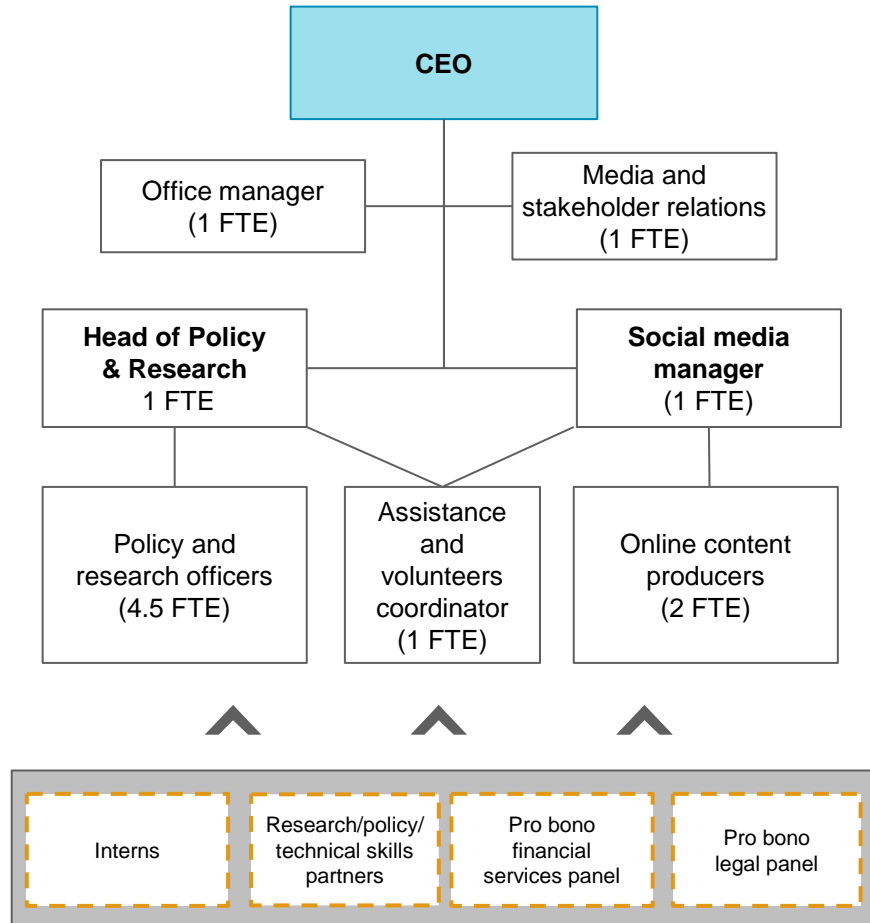 CEO
Office manager
(1 FTE)
Media and
stakeholder relations
(1 FTE)
Head of Policy
& Research
1 FTE
Social media
manager
(1 FTE)
Policy and
research officers
(4.5 FTE)
Assistance
and
volunteers
coordinator
(1 FTE)
Online content
producers
(2 FTE)
Interns
Research/policy/
technical skills
partners
Pro bono
financial
services panel
Pro bono
legal panel